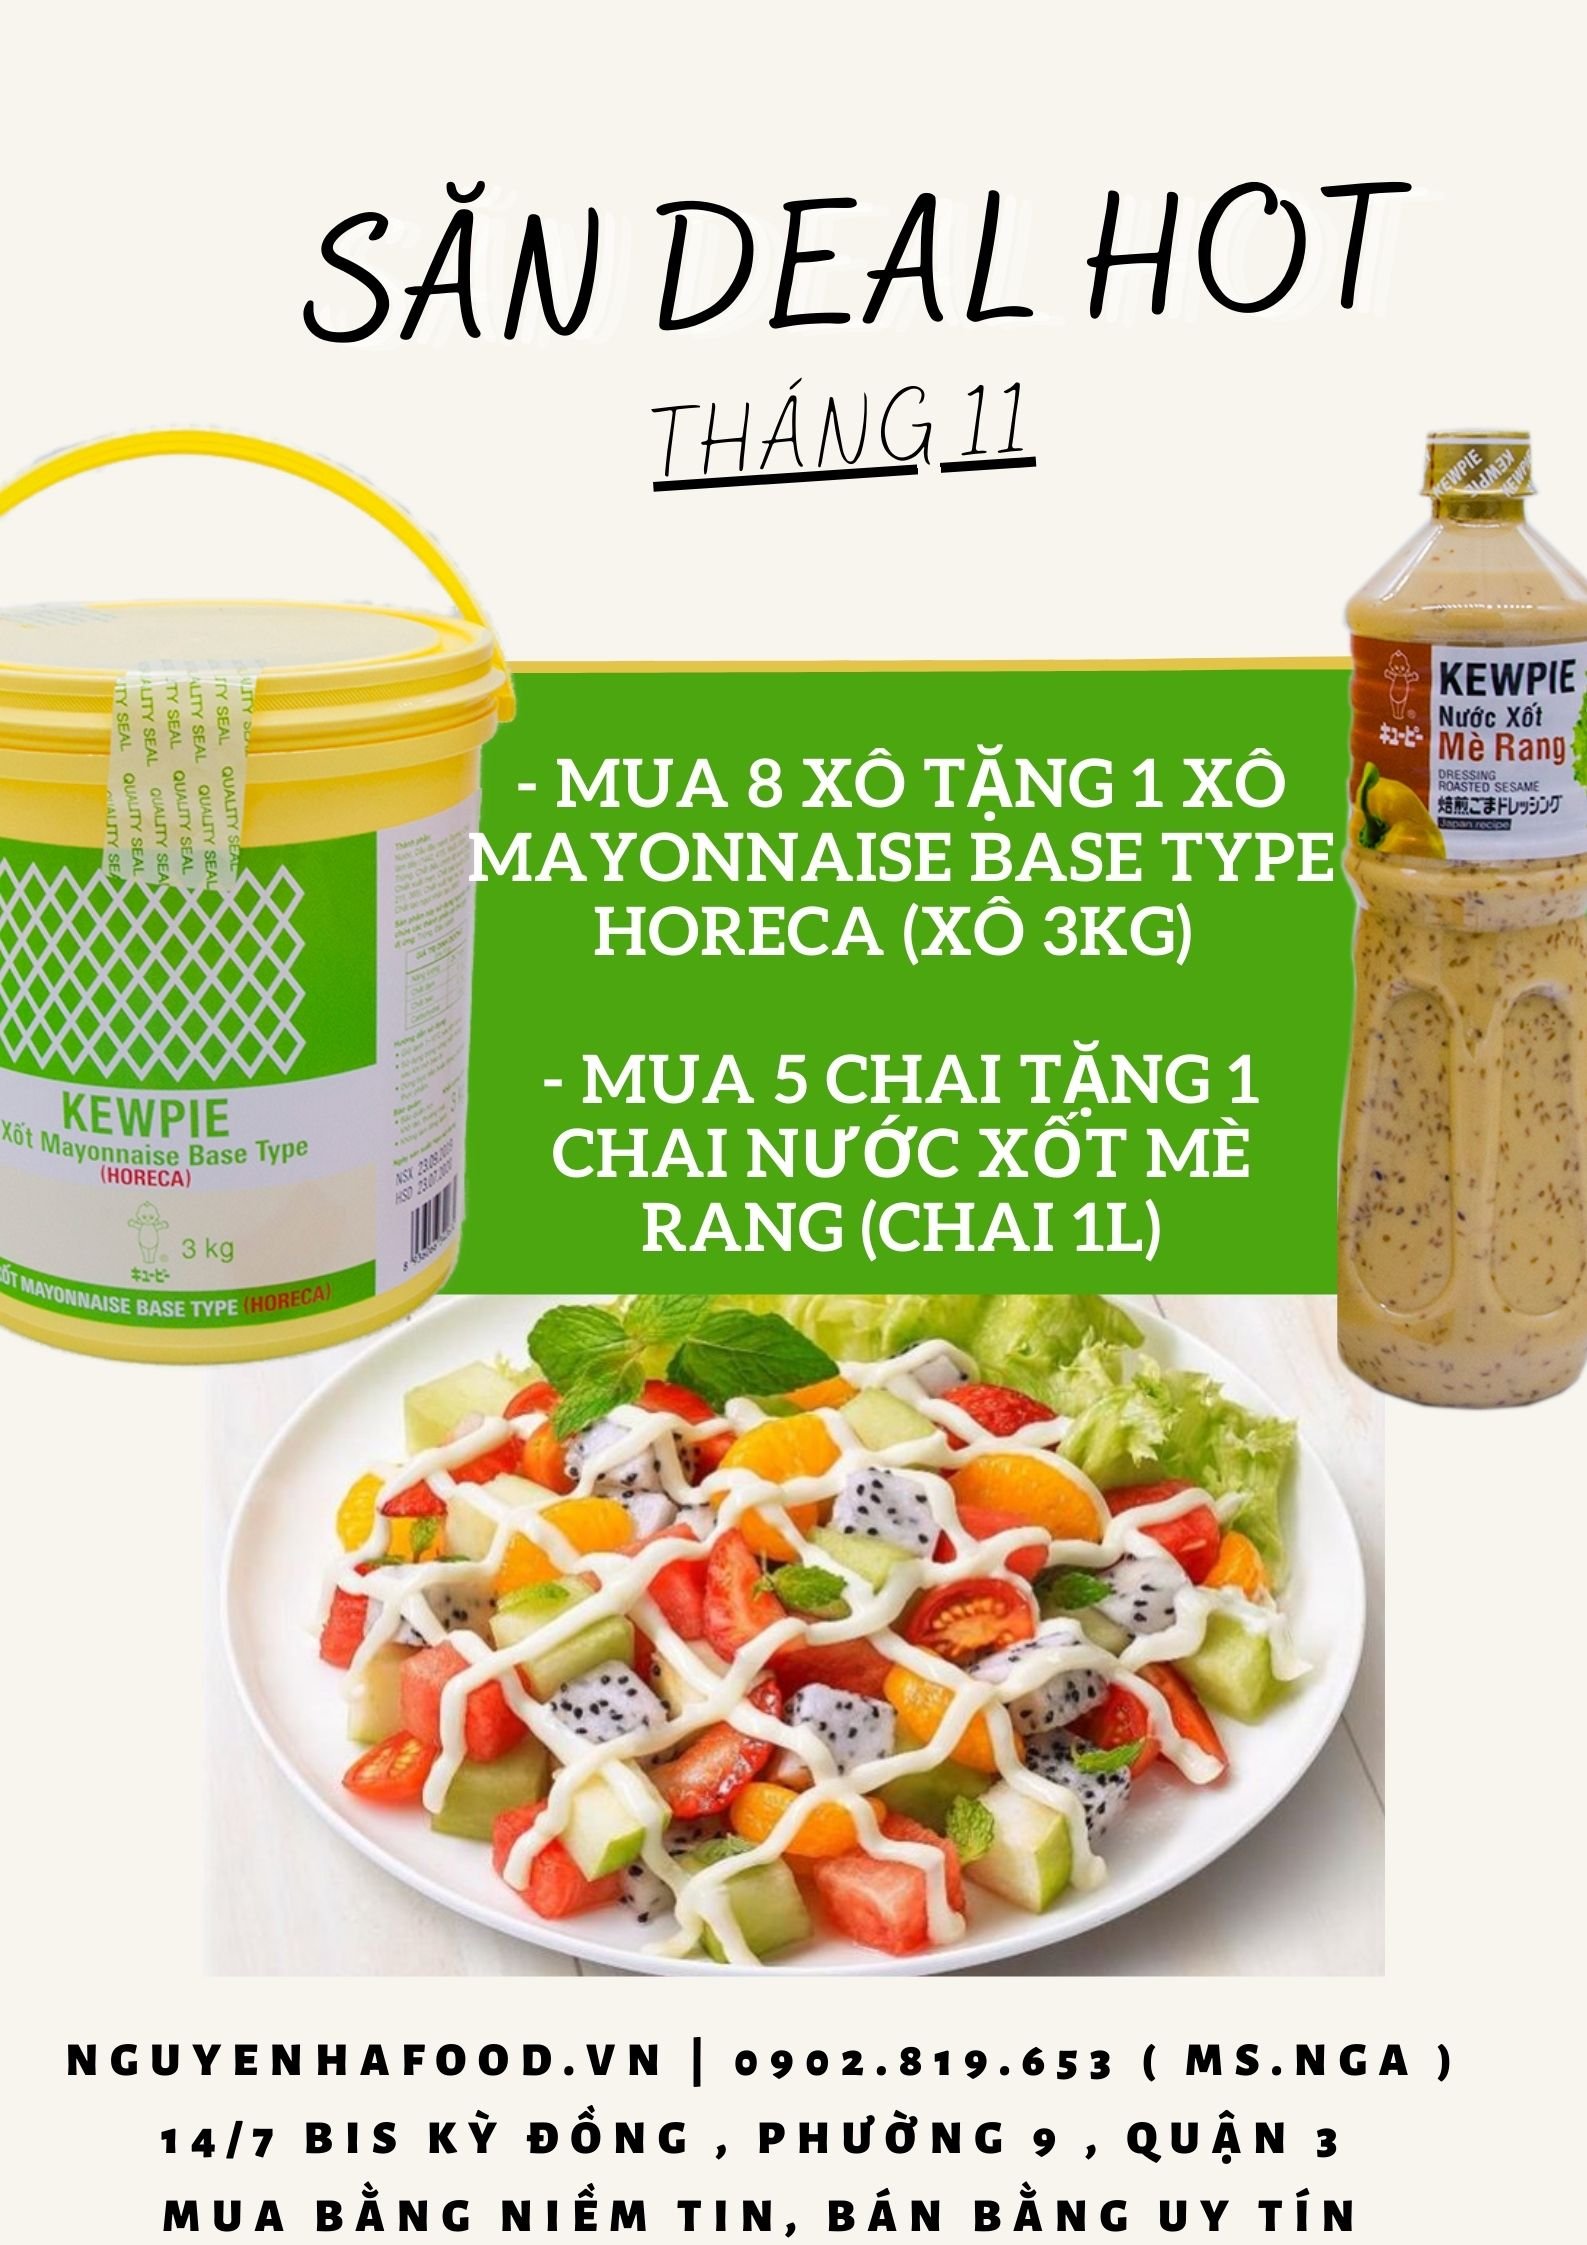 SĂN DEAL HOT
THÁNG 11
- MUA 8 XÔ TẶNG 1 XÔ
MAYONNAISE BASE TYPE
HORECA (XÔ 3KG)
- MUA 5 CHAI TẶNG 1
CHAI NƯỚC XỐT MÈ
RANG (CHAI 1L)
QUALITY SEAL QUALITY SEAL
KEWPIE
Xốt Mayonnaise Base Type
(HORECA)
3 kg
キユーピー
XỐT MAYONNAISE BASE TYPE (HORECA)
NSX 23.09.2019
KEWPIE KEWPIE
KEWPIE
Nước Xốt
Mè Rang
キユーピー
DRESSING
ROASTED SESAME
焙煎ごまドレッシング
Japan recipe
NGUYENHAFOOD.VN | 0902.819.653 ( MS.NGA )
14/7 BIS KỲ ĐỒNG , PHƯỜNG 9 , QUẬN 3
MUA BẰNG NIỀM TIN, BÁN BẰNG UY TÍN